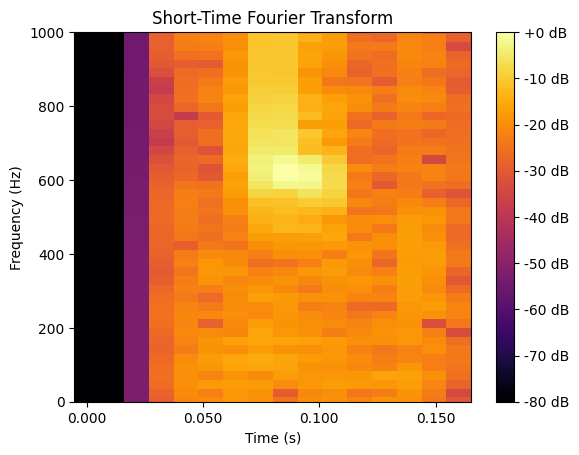 Short-Time Fourier Transform
Frequency (Hz)
1000
800
600
400
200
0
0.000
0.050
0.100
0.150
Time (s)
+0 dB
-10 dB
-20 dB
-30 dB
-40 dB
-50 dB
-60 dB
-70 dB
-80 dB